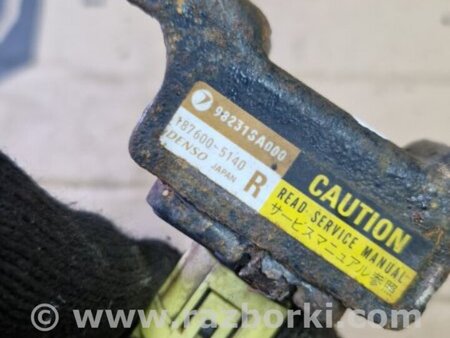 98231SA000
187600-5140
DENSO JAPAN
R
CAUTION
READ SERVICE MANUAL
サービスマニュアル参照
© www.razborki.com